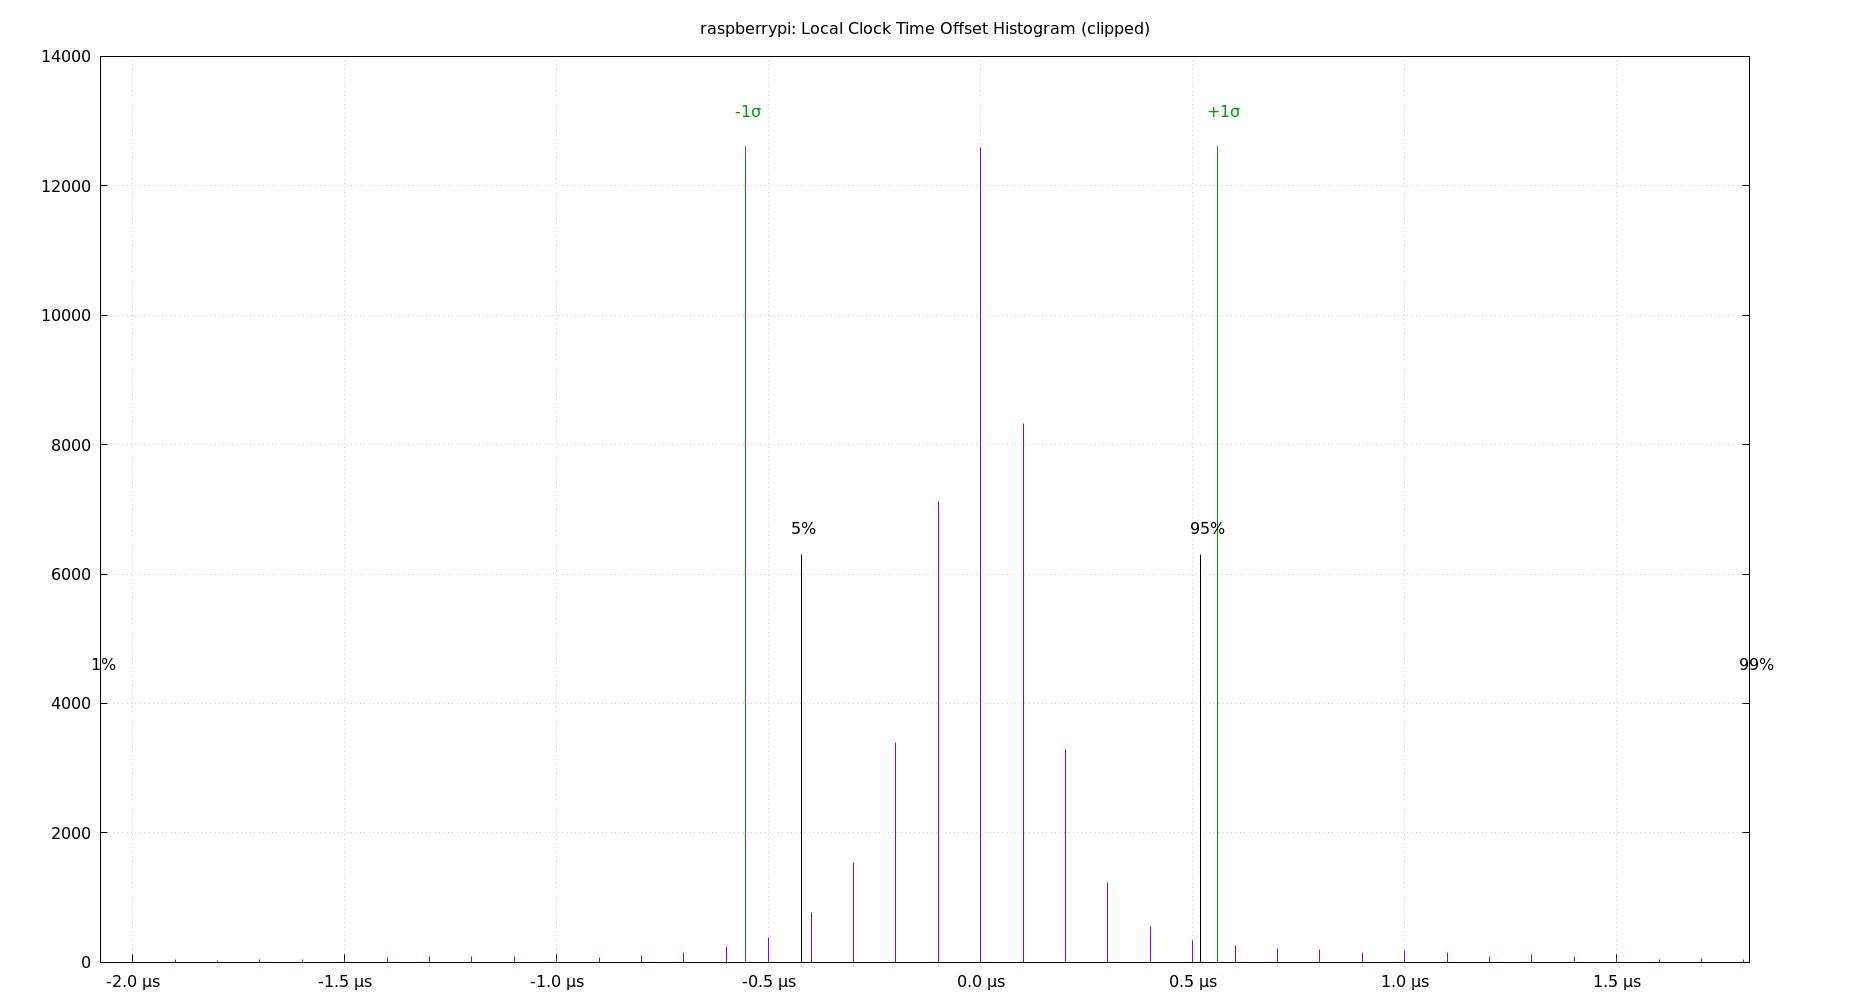 raspberrypi: Local Clock Time Offset Histogram (clipped)
14000
-1σ
+1σ
12000
10000
8000
5%
95%
6000
1%
99%
4000
2000
0
-2.0 µs
-1.5 µs
-1.0 µs
-0.5 µs
0.0 µs
0.5 µs
1.0 µs
1.5 µs